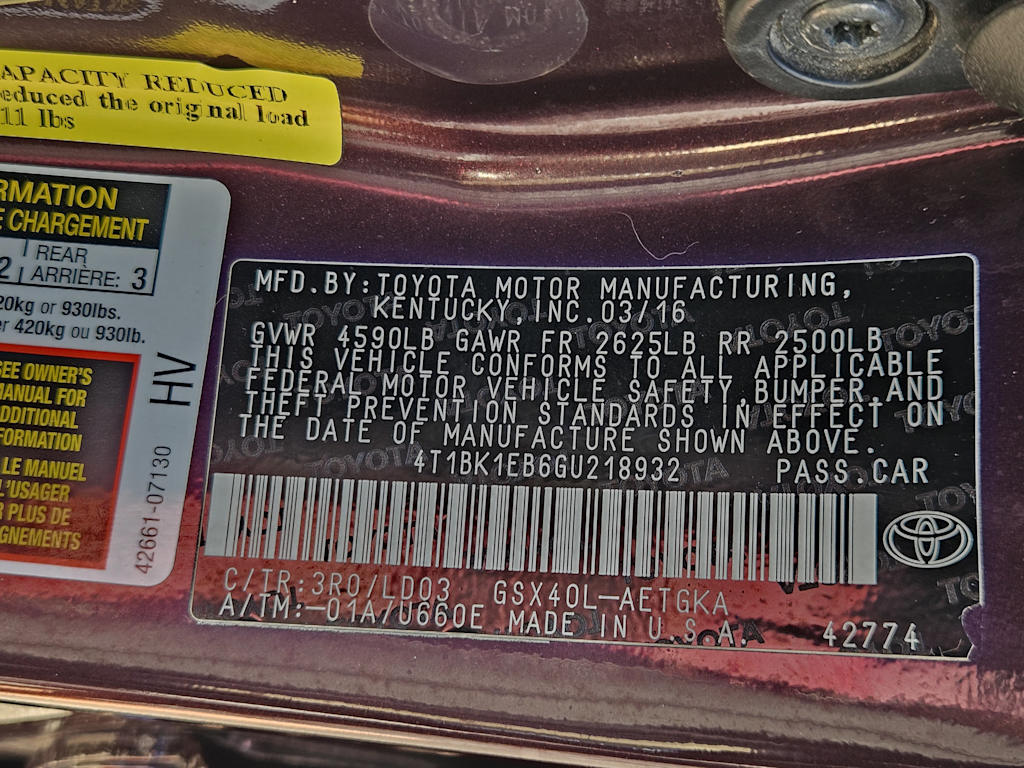 APACITY REDUCED
educed the original load
11 lbs
RMATION
E CHARGEMENT
2 REAR
ARRIÈRE: 3
20kg or 930lbs.
er 420kg ou 930lb.
SEE OWNER'S
MANUAL FOR
DDITIONAL
FORMATION
LE MANUEL
L'USAGER
R PLUS DE
IGNEMENTS
HV
42661-07130
MFD.BY:TOYOTA MOTOR MANUFACTURING,
KENTUCKY,INC.03/16
GVWR 4590LB GAWR FR 2625LB RR 2500LB
THIS VEHICLE CONFORMS TO ALL APPLICABLE
FEDERAL MOTOR VEHICLE SAFETY,BUMPER,AND
THEFT PREVENTION STANDARDS IN EFFECT ON
THE DATE OF MANUFACTURE SHOWN ABOVE.
4T1BK1EB6GU218932 PASS.CAR
C/TR:3R0/LD03 GSX40L-AETGKA
A/TM:-01A/U660E MADE IN U.S.A.
42774